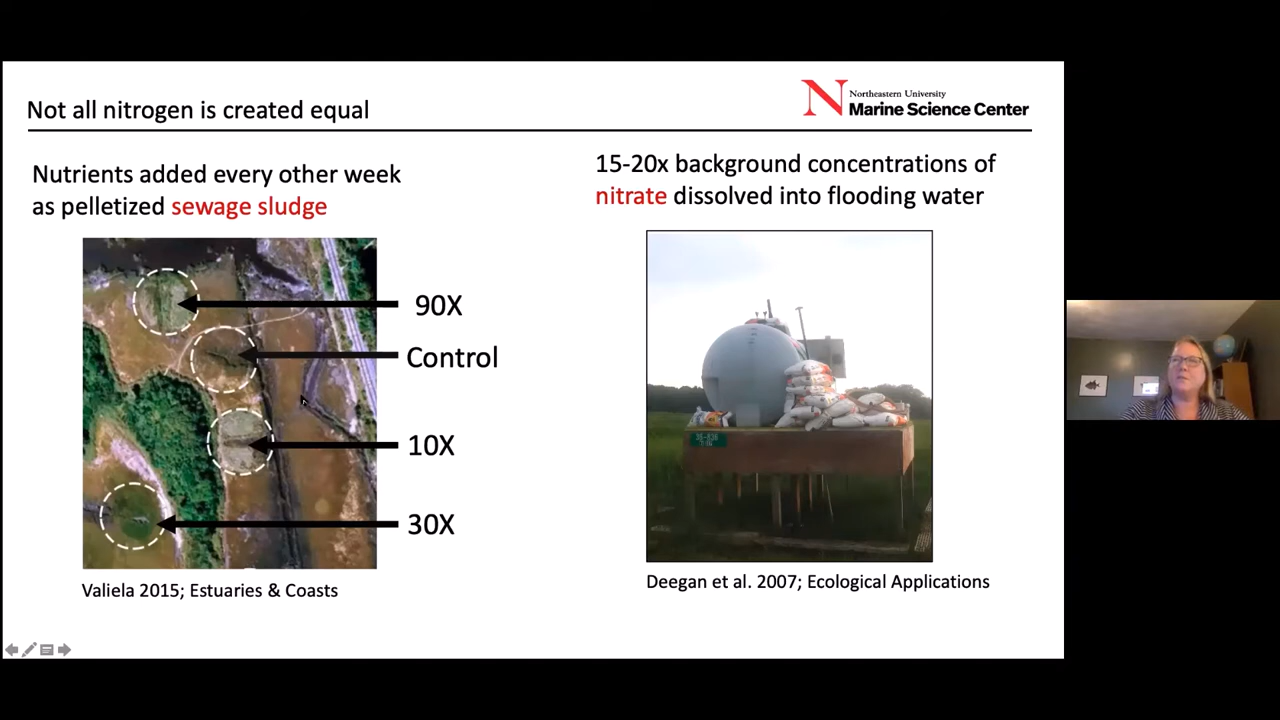 Not all nitrogen is created equal
N Northeastern University
Marine Science Center
Nutrients added every other week
as pelletized sewage sludge
90X
Control
10X
30X
Valiela 2015; Estuaries & Coasts
15-20x background concentrations of
nitrate dissolved into flooding water
Deegan et al. 2007; Ecological Applications